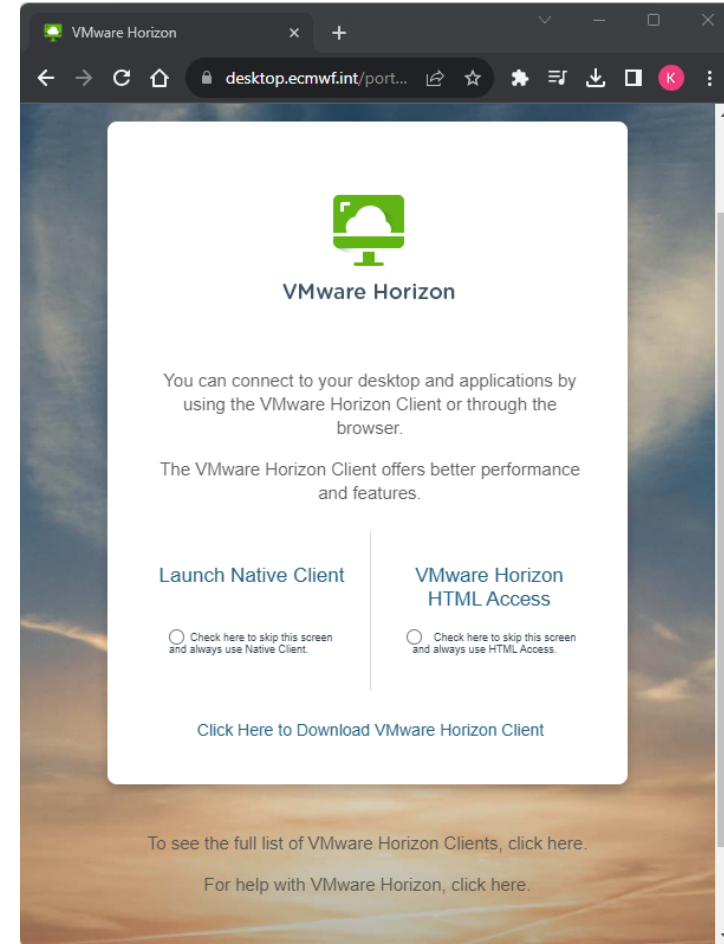 VMware Horizon
desktop.ecmwf.int/port...
K
VMware Horizon
You can connect to your desktop and applications by
using the VMware Horizon Client or through the
browser.
The VMware Horizon Client offers better performance
and features.
Launch Native Client
Check here to skip this screen
and always use Native Client.
VMware Horizon
HTML Access
Check here to skip this screen
and always use HTML Access.
Click Here to Download VMware Horizon Client
To see the full list of VMware Horizon Clients, click here.
For help with VMware Horizon, click here.